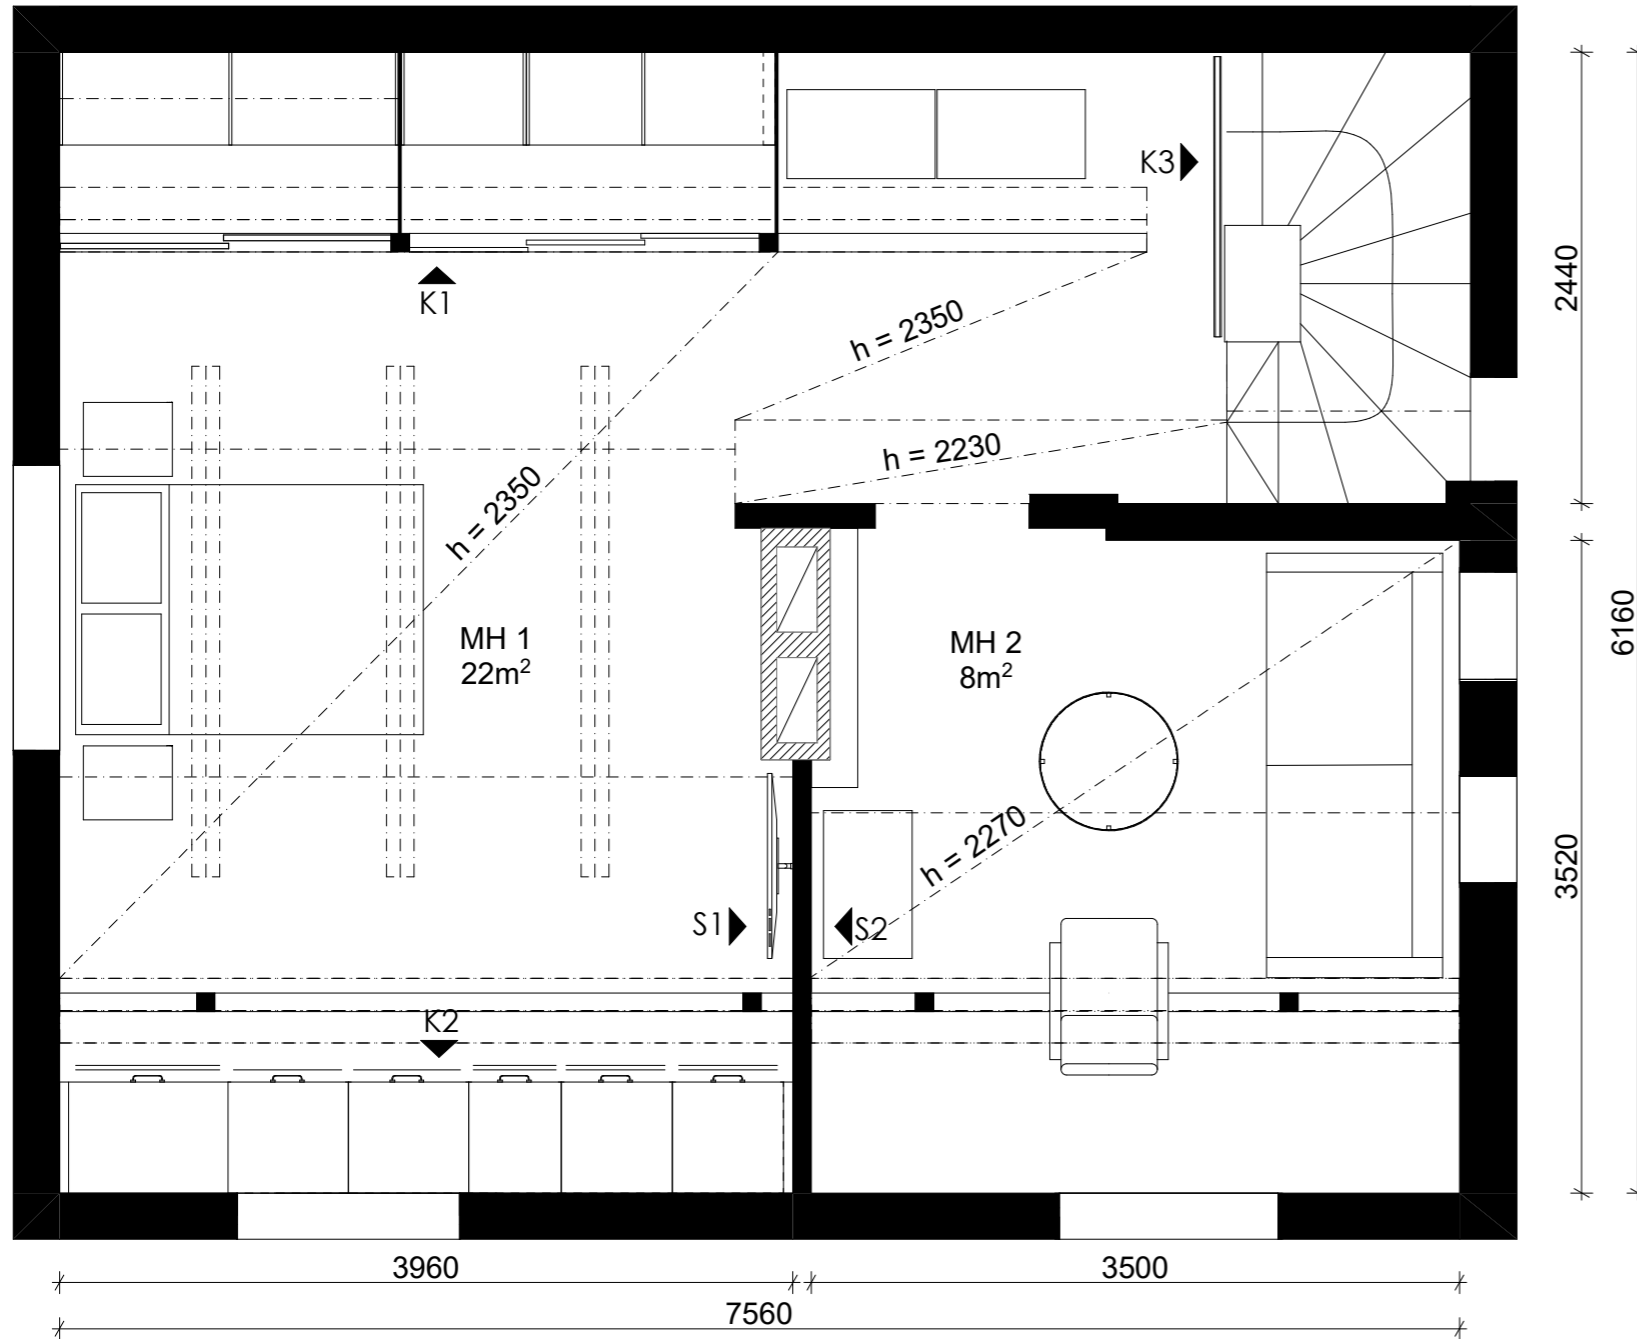 K3
K1
h = 2350
2440
h = 2230
h = 2350
MH 1
22m²
MH 2
8m²
6160
h = 2270
3520
S1
S2
K2
3960
3500
7560